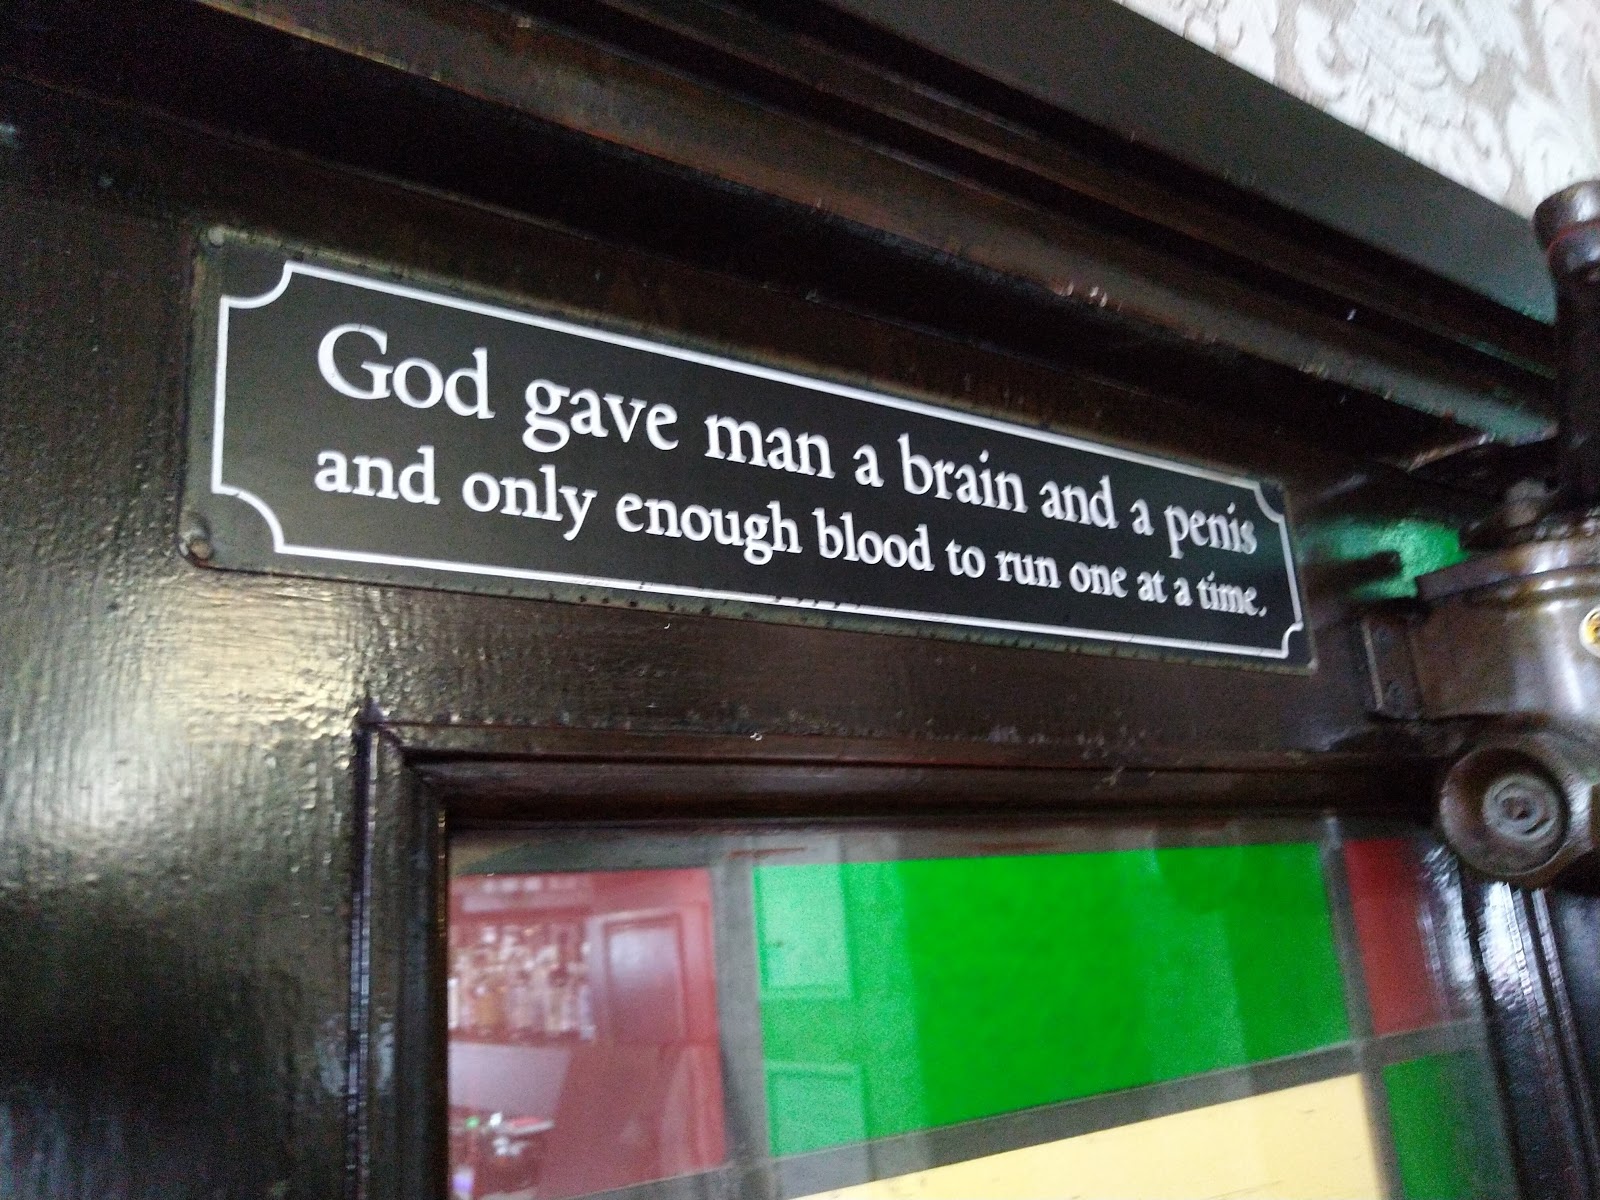 God gave man a brain and a penis
and only enough blood to run one at a time.